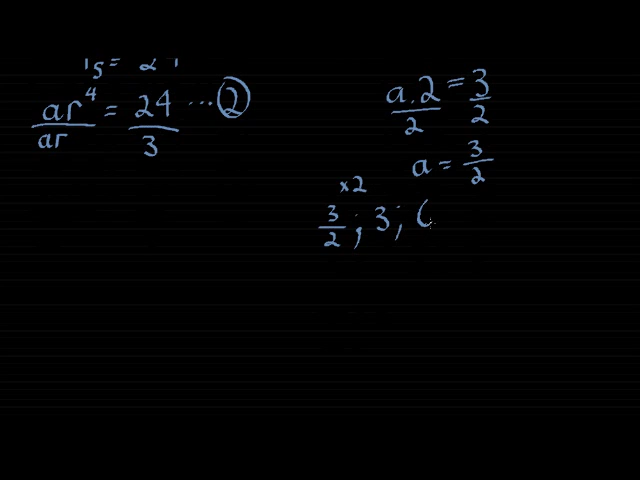 ar⁴ = 24 ... ②
ar 3
a.2 = 3
2 2
a = 3/2
×2
3/2 ; 3 ; (